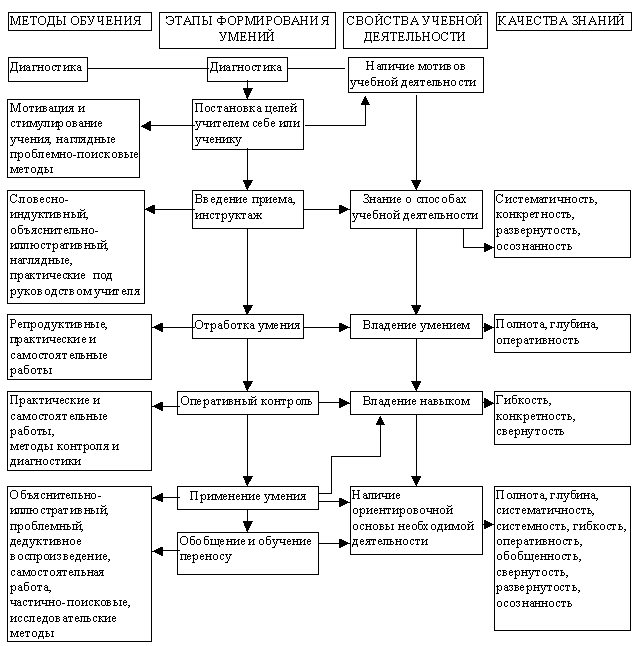 МЕТОДЫ ОБУЧЕНИЯ
ЭТАПЫ ФОРМИРОВАНИЯ
УМЕНИЙ
СВОЙСТВА УЧЕБНОЙ
ДЕЯТЕЛЬНОСТИ
КАЧЕСТВА ЗНАНИЙ
Диагностика
Диагностика
Наличие мотивов
учебной деятельности
Мотивация и
стимулирование
учения, наглядные
проблемно-поисковые
методы
Постановка целей
учителем себе или
ученику
Словесно-
индуктивный,
объяснительно-
иллюстративный,
наглядные,
практические под
руководством учителя
Введение приема,
инструктаж
Знание о способах
учебной деятельности
Систематичность,
конкретность,
развернутость,
осознанность
Репродуктивные,
практические и
самостоятельные
работы
Отработка умения
Владение умением
Полнота, глубина,
оперативность
Практические и
самостоятельные
работы,
методы контроля и
диагностики
Оперативный контроль
Владение навыком
Гибкость,
конкретность,
свернутость
Объяснительно-
иллюстративный,
проблемный,
дедуктивное
воспроизведение,
самостоятельная
работа,
частично-поисковые,
исследовательские
методы
Применение умения
Обобщение и обучение
переносу
Наличие
ориентировочной
основы необходимой
деятельности
Полнота, глубина,
систематичность,
системность, гибкость,
оперативность,
обобщенность,
свернутость,
развернутость,
осознанность